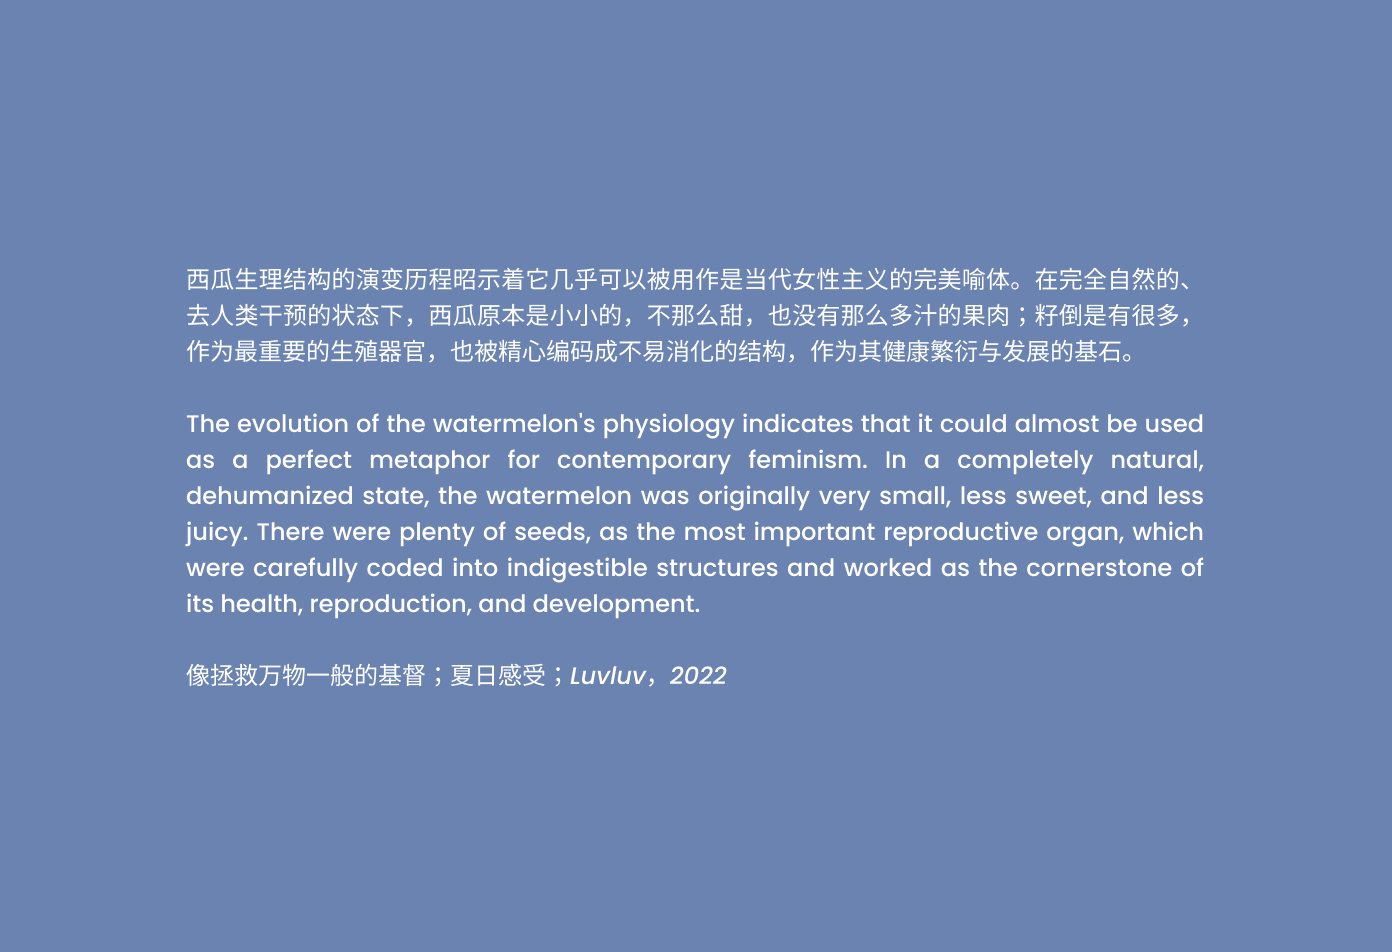 西瓜生理结构的演变历程昭示着它几乎可以被用作是当代女性主义的完美喻体。在完全自然的、
去人类干预的状态下，西瓜原本是小小的，不那么甜，也没有那么多汁的果肉；籽倒是有很多，
作为最重要的生殖器官，也被精心编码成不易消化的结构，作为其健康繁衍与发展的基石。
The evolution of the watermelon's physiology indicates that it could almost be used
as a perfect metaphor for contemporary feminism. In a completely natural,
dehumanized state, the watermelon was originally very small, less sweet, and less
juicy. There were plenty of seeds, as the most important reproductive organ, which
were carefully coded into indigestible structures and worked as the cornerstone of
its health, reproduction, and development.
像拯救万物一般的基督；夏日感受；Luvluv，2022